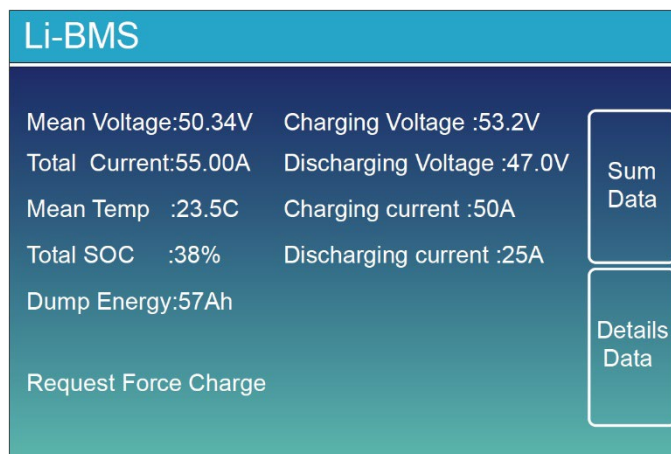 Li-BMS
Mean Voltage:50.34V Charging Voltage :53.2V
Total Current:55.00A Discharging Voltage :47.0V
Mean Temp :23.5C Charging current :50A
Total SOC :38% Discharging current :25A
Dump Energy:57Ah
Request Force Charge
Sum
Data
Details
Data